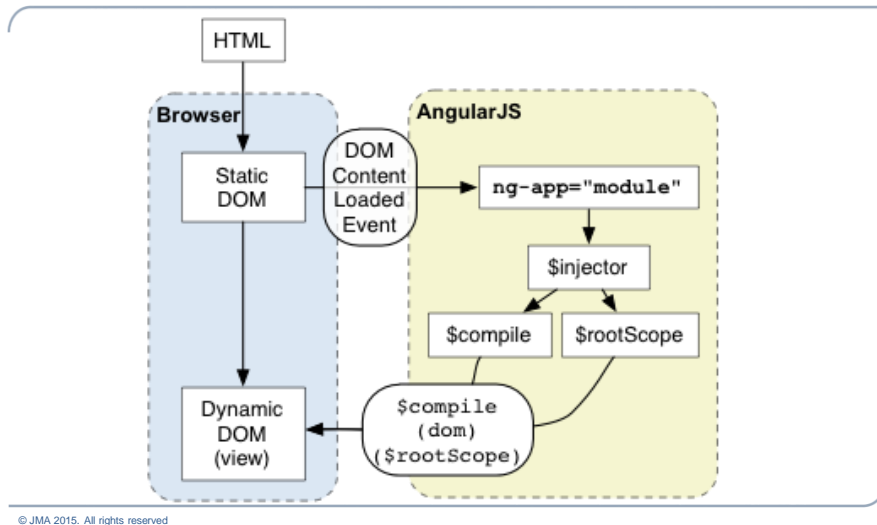 HTML
Browser
AngularJS
Static
DOM
DOM
Content
Loaded
Event
ng-app="module"
$injector
$compile
$rootScope
Dynamic
DOM
(view)
$compile
(dom)
($rootScope)
© JMA 2015. All rights reserved